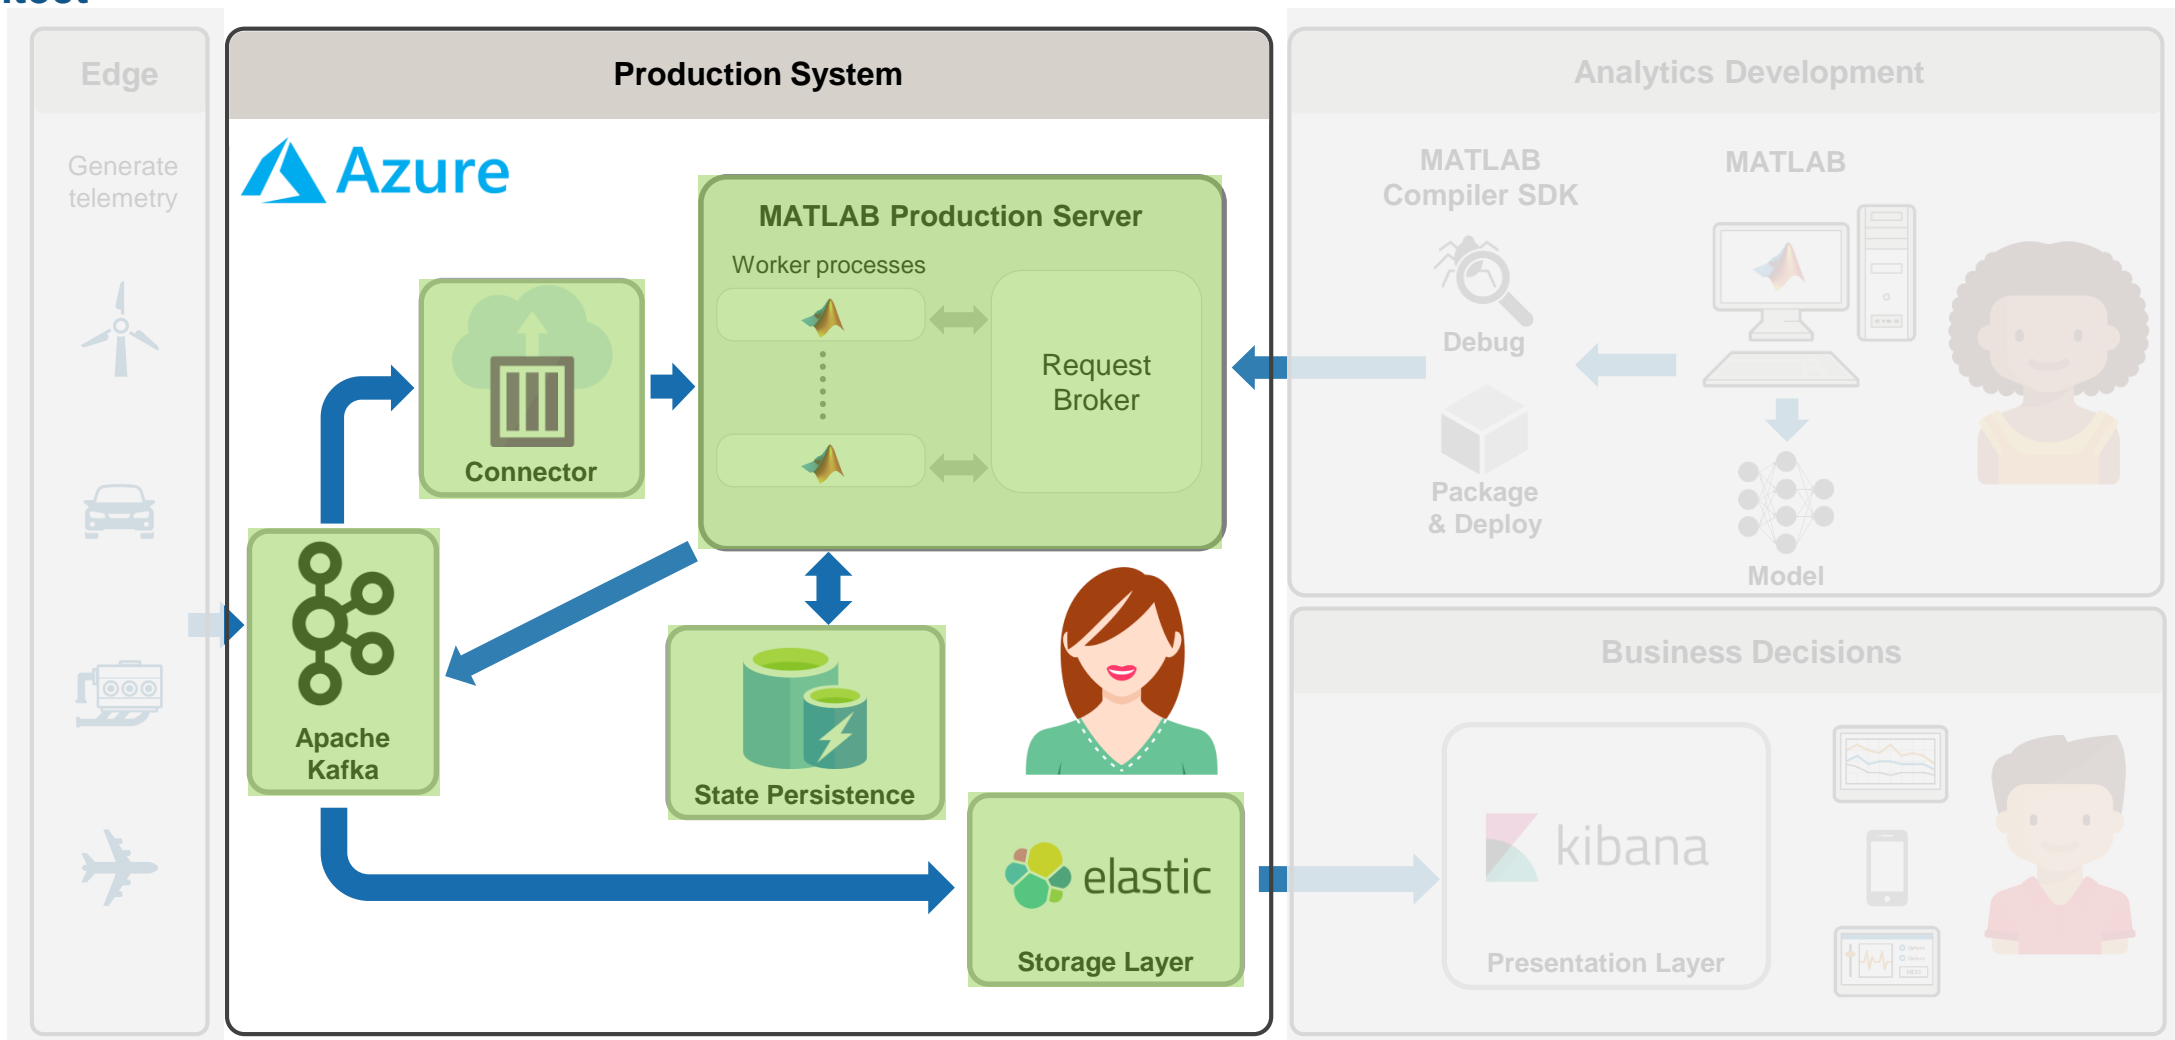 Edge
Generate
telemetry
Production System
Azure
MATLAB Production Server
Worker processes
Request
Broker
Connector
Apache
Kafka
State Persistence
elastic
Storage Layer
Analytics Development
MATLAB
Compiler SDK
MATLAB
Debug
Package
& Deploy
Model
Business Decisions
kibana
Presentation Layer